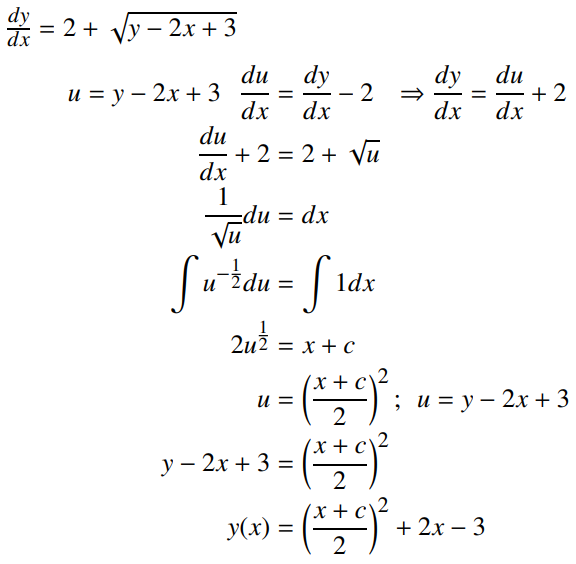 dy/dx = 2 + √(y − 2x + 3)
u = y − 2x + 3   du/dx = dy/dx − 2   ⇒ dy/dx = du/dx + 2
du/dx + 2 = 2 + √u
1/√u du = dx
∫ u^(−1/2) du = ∫ 1dx
2u^(1/2) = x + c
u = ((x + c)/2)² ;  u = y − 2x + 3
y − 2x + 3 = ((x + c)/2)²
y(x) = ((x + c)/2)² + 2x − 3